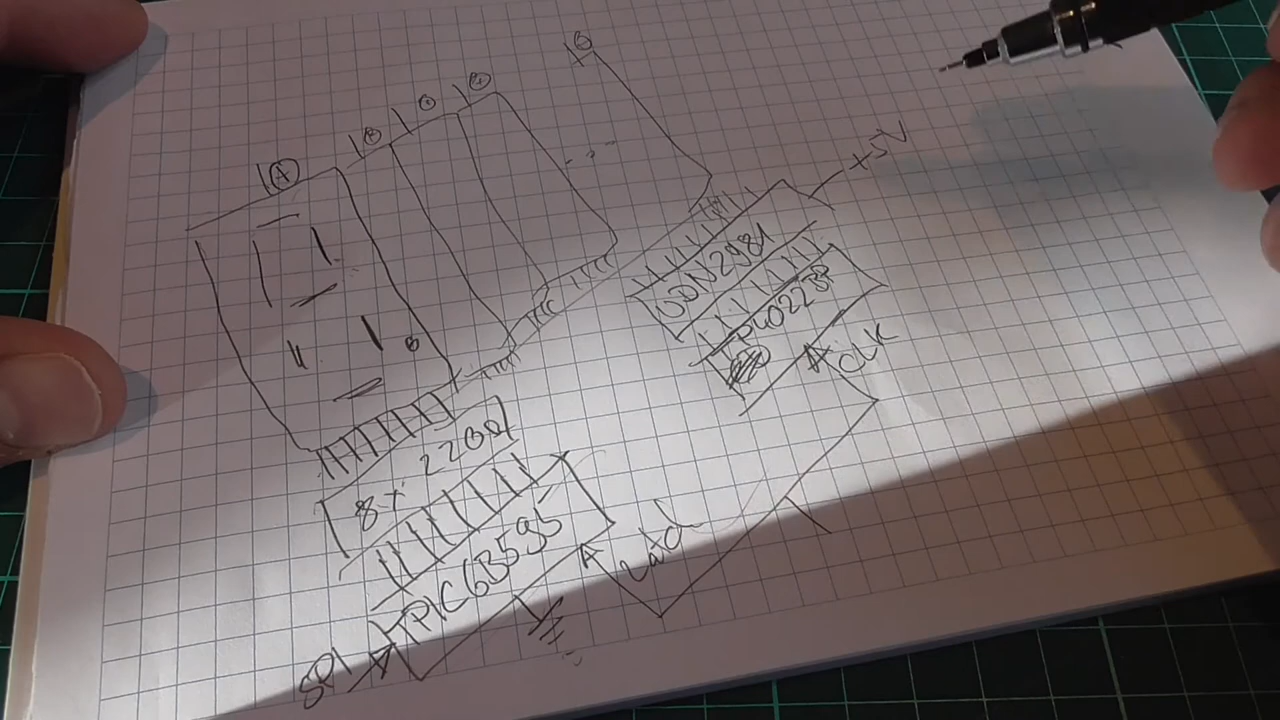 A
+5V
UDN2981
CLK
8 x 220Ω
TPIC6B595
Latch
SPI